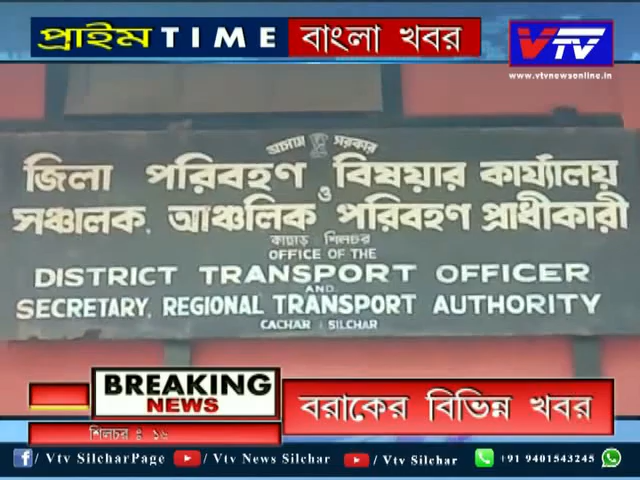 প্রাইম TIME বাংলা খবর
VTV
www.vtvnewsonline.in
আসাম চৰকাৰ
জিলা পরিবহণ বিষয়ার কার্য্যালয়
ও
সঞ্চালক, আঞ্চলিক পরিবহণ প্রাধীকারী
কাছাড় শিলচর
OFFICE OF THE
DISTRICT TRANSPORT OFFICER
AND
SECRETARY, REGIONAL TRANSPORT AUTHORITY
CACHAR : SILCHAR
BREAKING NEWS
বরাকের বিভিন্ন খবর
শিলচর ঃ ১৬
/ Vtv SilcharPage / Vtv News Silchar / Vtv Silchar +91 9401543245